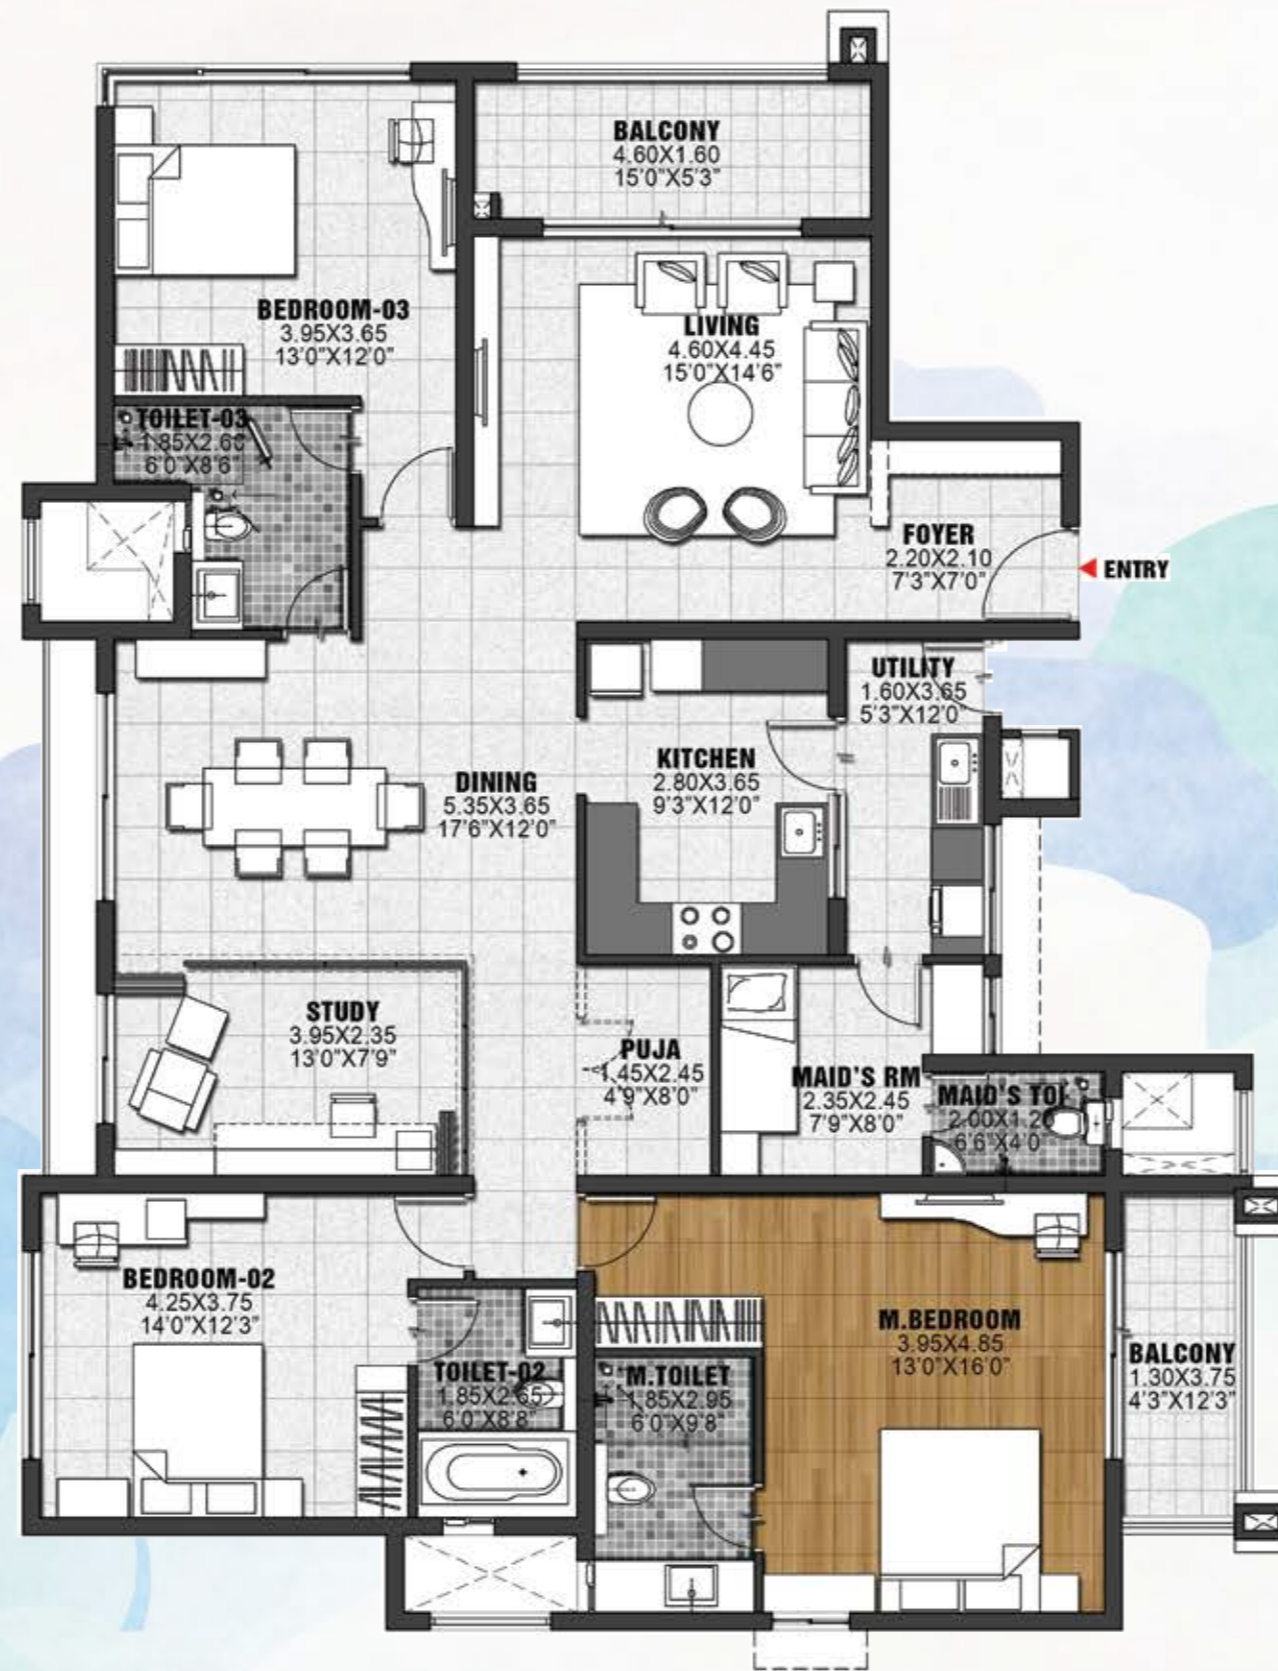 BALCONY
4.60X1.60
15'0"X5'3"
BEDROOM-03
3.95X3.65
13'0"X12'0"
LIVING
4.60X4.45
15'0"X14'6"
TOILET-03
1.85X2.60
6'0"X8'6"
FOYER
2.20X2.10
7'3"X7'0"
ENTRY
UTILITY
1.60X3.65
5'3"X12'0"
KITCHEN
2.80X3.65
9'3"X12'0"
DINING
5.35X3.65
17'6"X12'0"
STUDY
3.95X2.35
13'0"X7'9"
PUJA
1.45X2.45
4'9"X8'0"
MAID'S RM
2.35X2.45
7'9"X8'0"
MAID'S TOI
2.00X1.20
6'6"X4'0
BEDROOM-02
4.25X3.75
14'0"X12'3"
TOILET-02
1.85X2.65
6'0"X8'8"
M.TOILET
1.85X2.95
6'0"X9'8"
M.BEDROOM
3.95X4.85
13'0"X16'0"
BALCONY
1.30X3.75
4'3"X12'3"